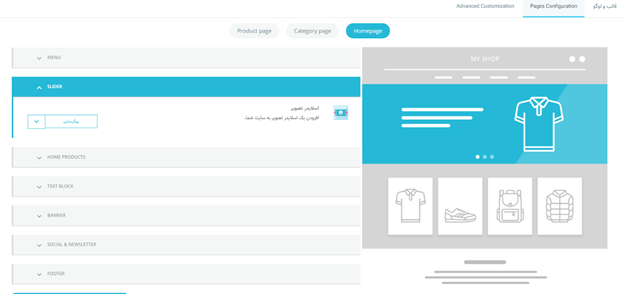 Advanced Customization
Pages Configuration
قالب و لوگو
Product page
Category page
Homepage
MENU
SLIDER
اسلایدر تصویر
افزودن یک اسلایدر تصویر به سایت شما.
پیکربندی
HOME PRODUCTS
TEXT BLOCK
BANNER
SOCIAL & NEWSLETTER
FOOTER
MY SHOP